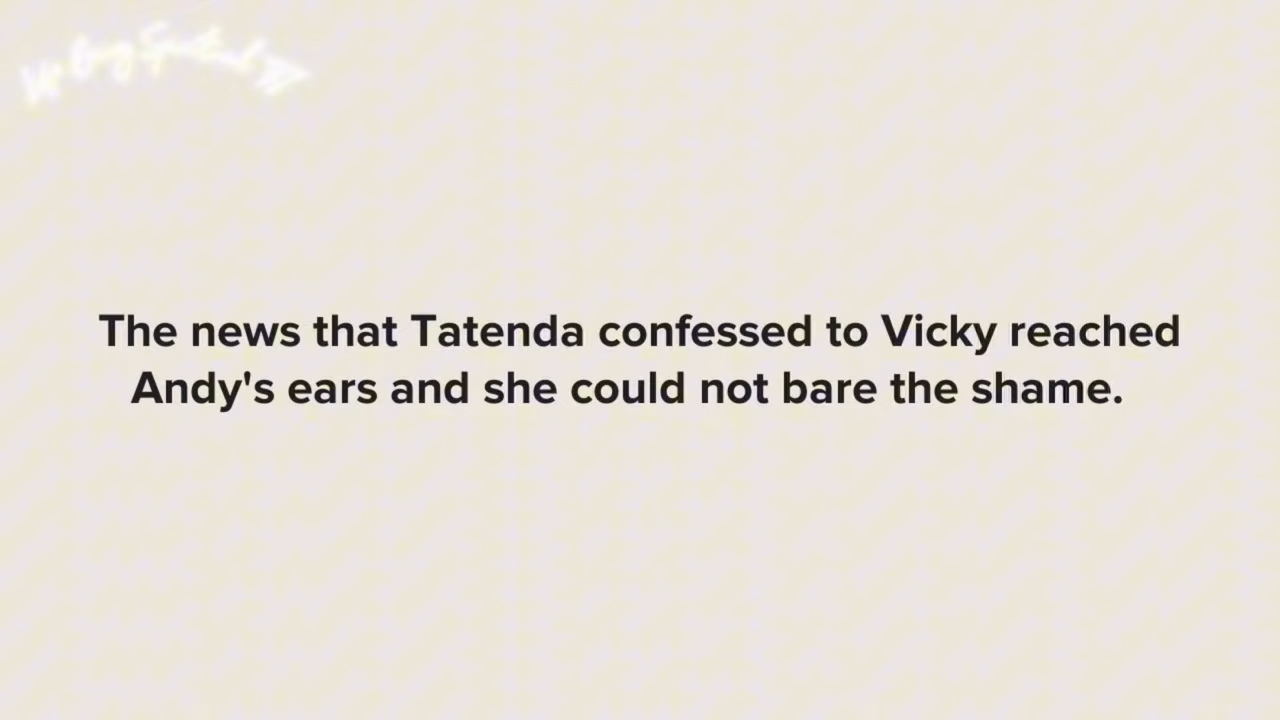 The news that Tatenda confessed to Vicky reached
Andy's ears and she could not bare the shame.